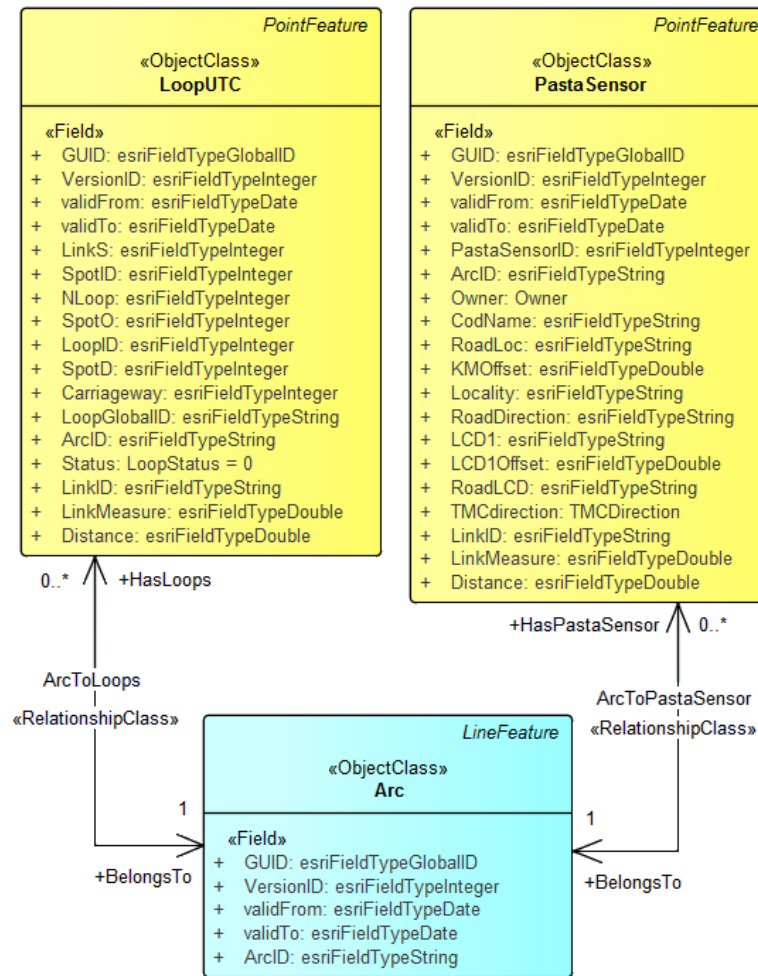 PointFeature
«ObjectClass»
LoopUTC
«Field»
+ GUID: esriFieldTypeGlobalID
+ VersionID: esriFieldTypeInteger
+ validFrom: esriFieldTypeDate
+ validTo: esriFieldTypeDate
+ LinkS: esriFieldTypeInteger
+ SpotID: esriFieldTypeInteger
+ NLoop: esriFieldTypeInteger
+ SpotO: esriFieldTypeInteger
+ LoopID: esriFieldTypeInteger
+ SpotD: esriFieldTypeInteger
+ Carriageway: esriFieldTypeInteger
+ LoopGlobalID: esriFieldTypeString
+ ArcID: esriFieldTypeString
+ Status: LoopStatus = 0
+ LinkID: esriFieldTypeString
+ LinkMeasure: esriFieldTypeDouble
+ Distance: esriFieldTypeDouble
PointFeature
«ObjectClass»
PastaSensor
«Field»
+ GUID: esriFieldTypeGlobalID
+ VersionID: esriFieldTypeInteger
+ validFrom: esriFieldTypeDate
+ validTo: esriFieldTypeDate
+ PastaSensorID: esriFieldTypeInteger
+ ArcID: esriFieldTypeString
+ Owner: Owner
+ CodName: esriFieldTypeString
+ RoadLoc: esriFieldTypeString
+ KMOffset: esriFieldTypeDouble
+ Locality: esriFieldTypeString
+ RoadDirection: esriFieldTypeString
+ LCD1: esriFieldTypeString
+ LCD1Offset: esriFieldTypeDouble
+ RoadLCD: esriFieldTypeString
+ TMCdirection: TMCDirection
+ LinkID: esriFieldTypeString
+ LinkMeasure: esriFieldTypeDouble
+ Distance: esriFieldTypeDouble
0..* +HasLoops
ArcToLoops
«RelationshipClass»
1
+BelongsTo
+HasPastaSensor 0..*
ArcToPastaSensor
«RelationshipClass»
1
+BelongsTo
LineFeature
«ObjectClass»
Arc
«Field»
+ GUID: esriFieldTypeGlobalID
+ VersionID: esriFieldTypeInteger
+ validFrom: esriFieldTypeDate
+ validTo: esriFieldTypeDate
+ ArcID: esriFieldTypeString